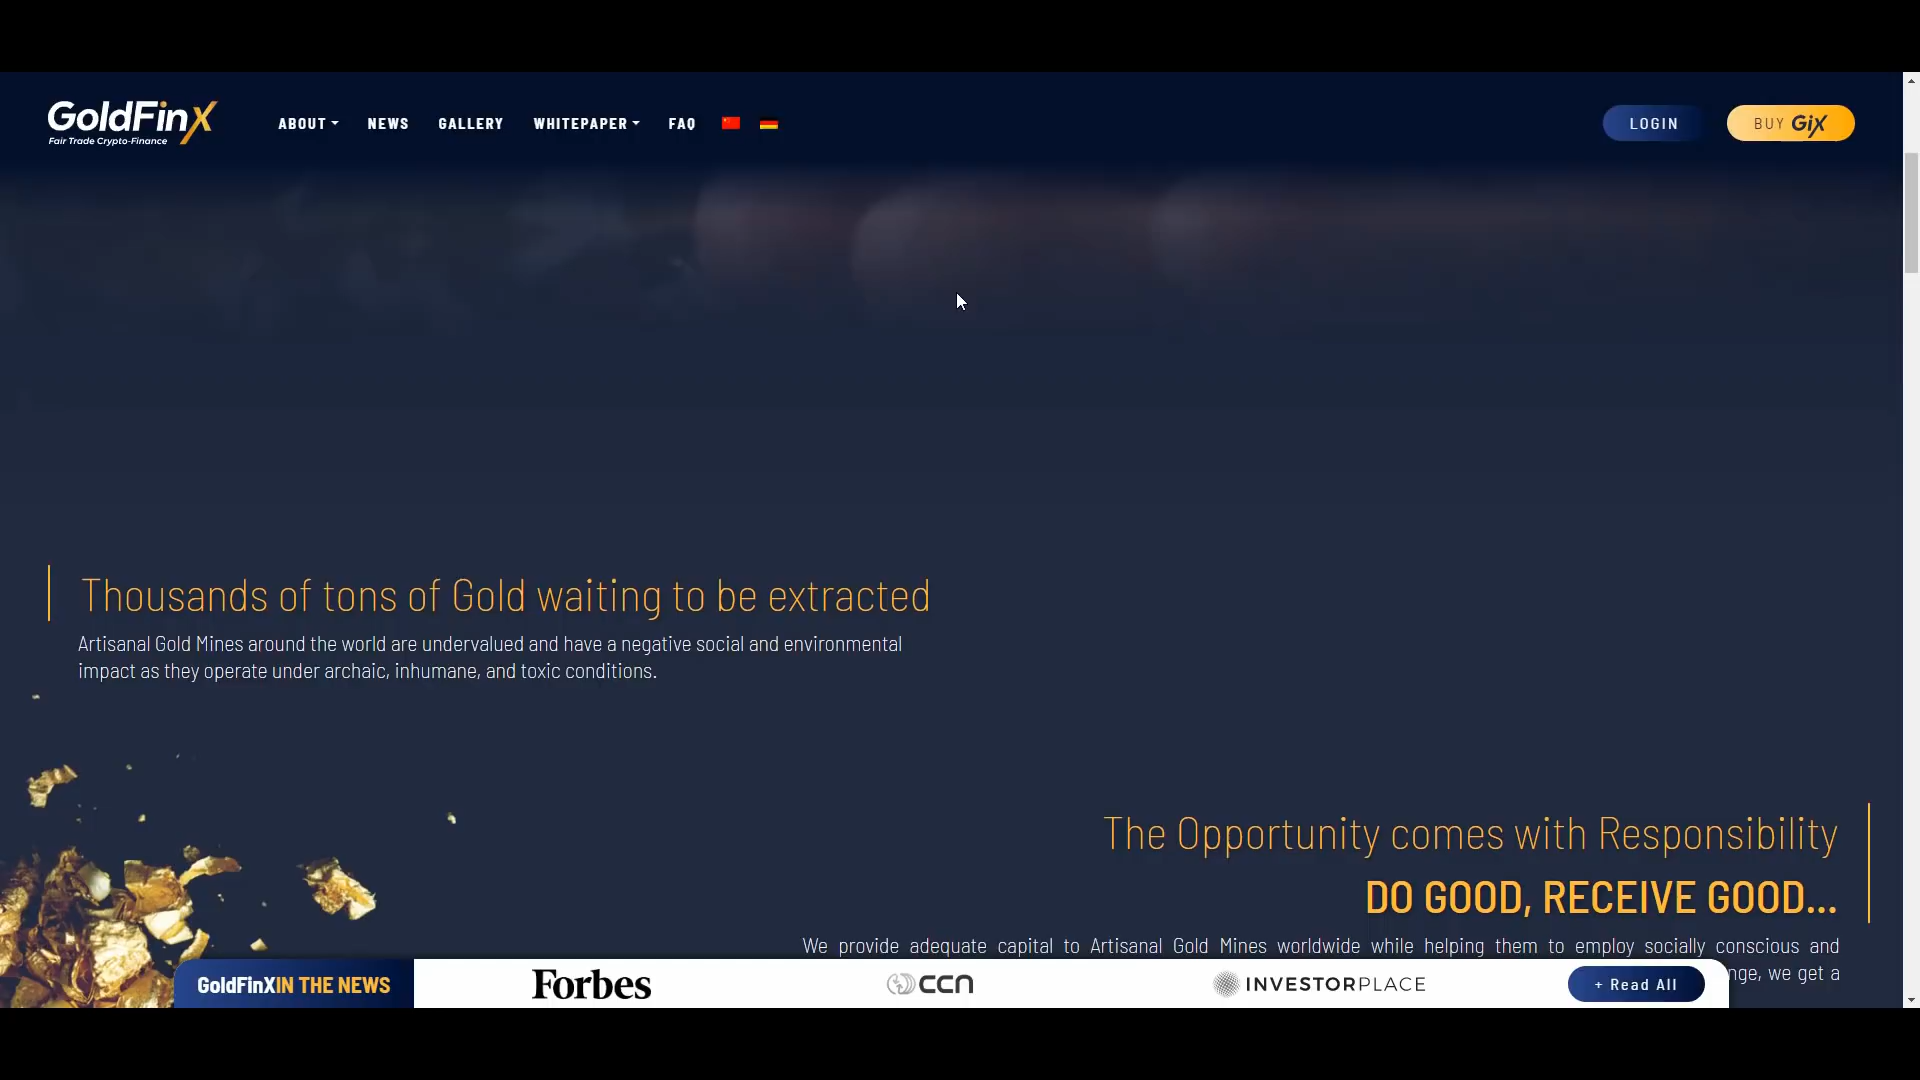 GoldFinX
Fair Trade Crypto-Finance
ABOUT
NEWS
GALLERY
WHITEPAPER
FAQ
LOGIN
BUY GiX
Thousands of tons of Gold waiting to be extracted
Artisanal Gold Mines around the world are undervalued and have a negative social and environmental
impact as they operate under archaic, inhumane, and toxic conditions.
The Opportunity comes with Responsibility
DO GOOD, RECEIVE GOOD...
We provide adequate capital to Artisanal Gold Mines worldwide while helping them to employ socially conscious and
we get a
GoldFinX IN THE NEWS
Forbes
CCN
INVESTORPLACE
+ Read All